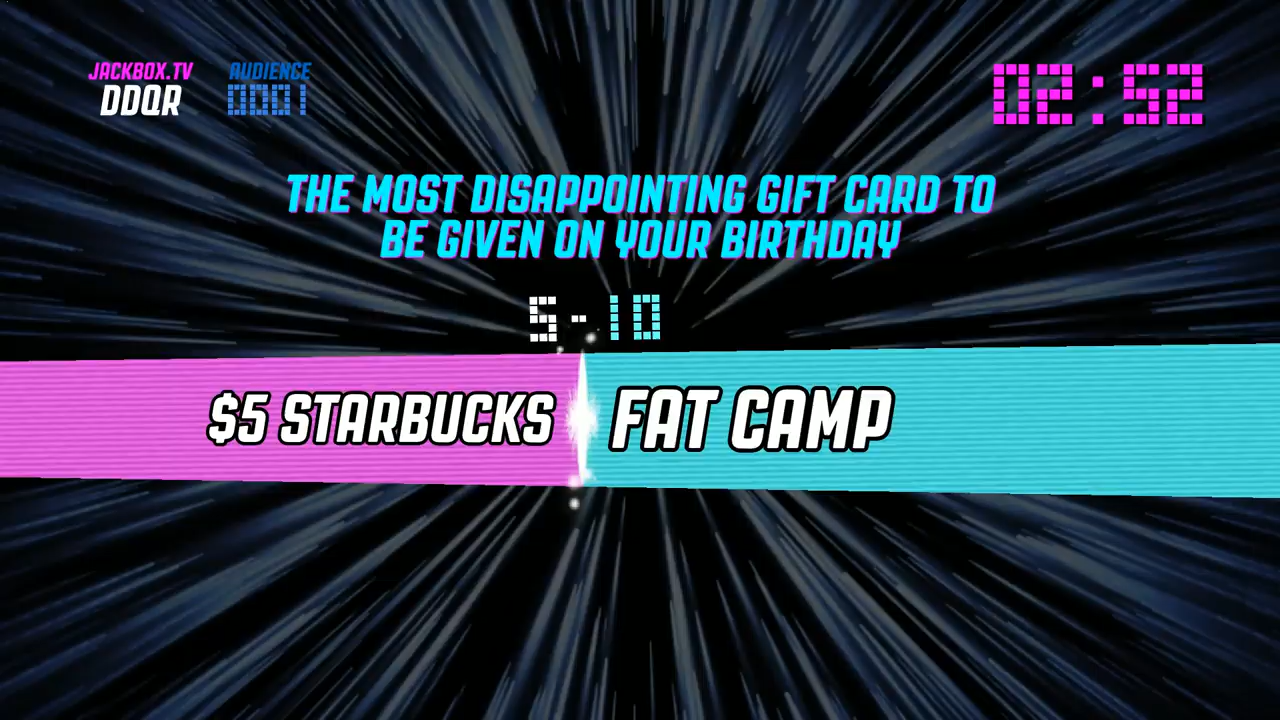 JACKBOX.TV
DDQR
AUDIENCE
0001
02:52
THE MOST DISAPPOINTING GIFT CARD TO
BE GIVEN ON YOUR BIRTHDAY
5-10
$5 STARBUCKS
FAT CAMP